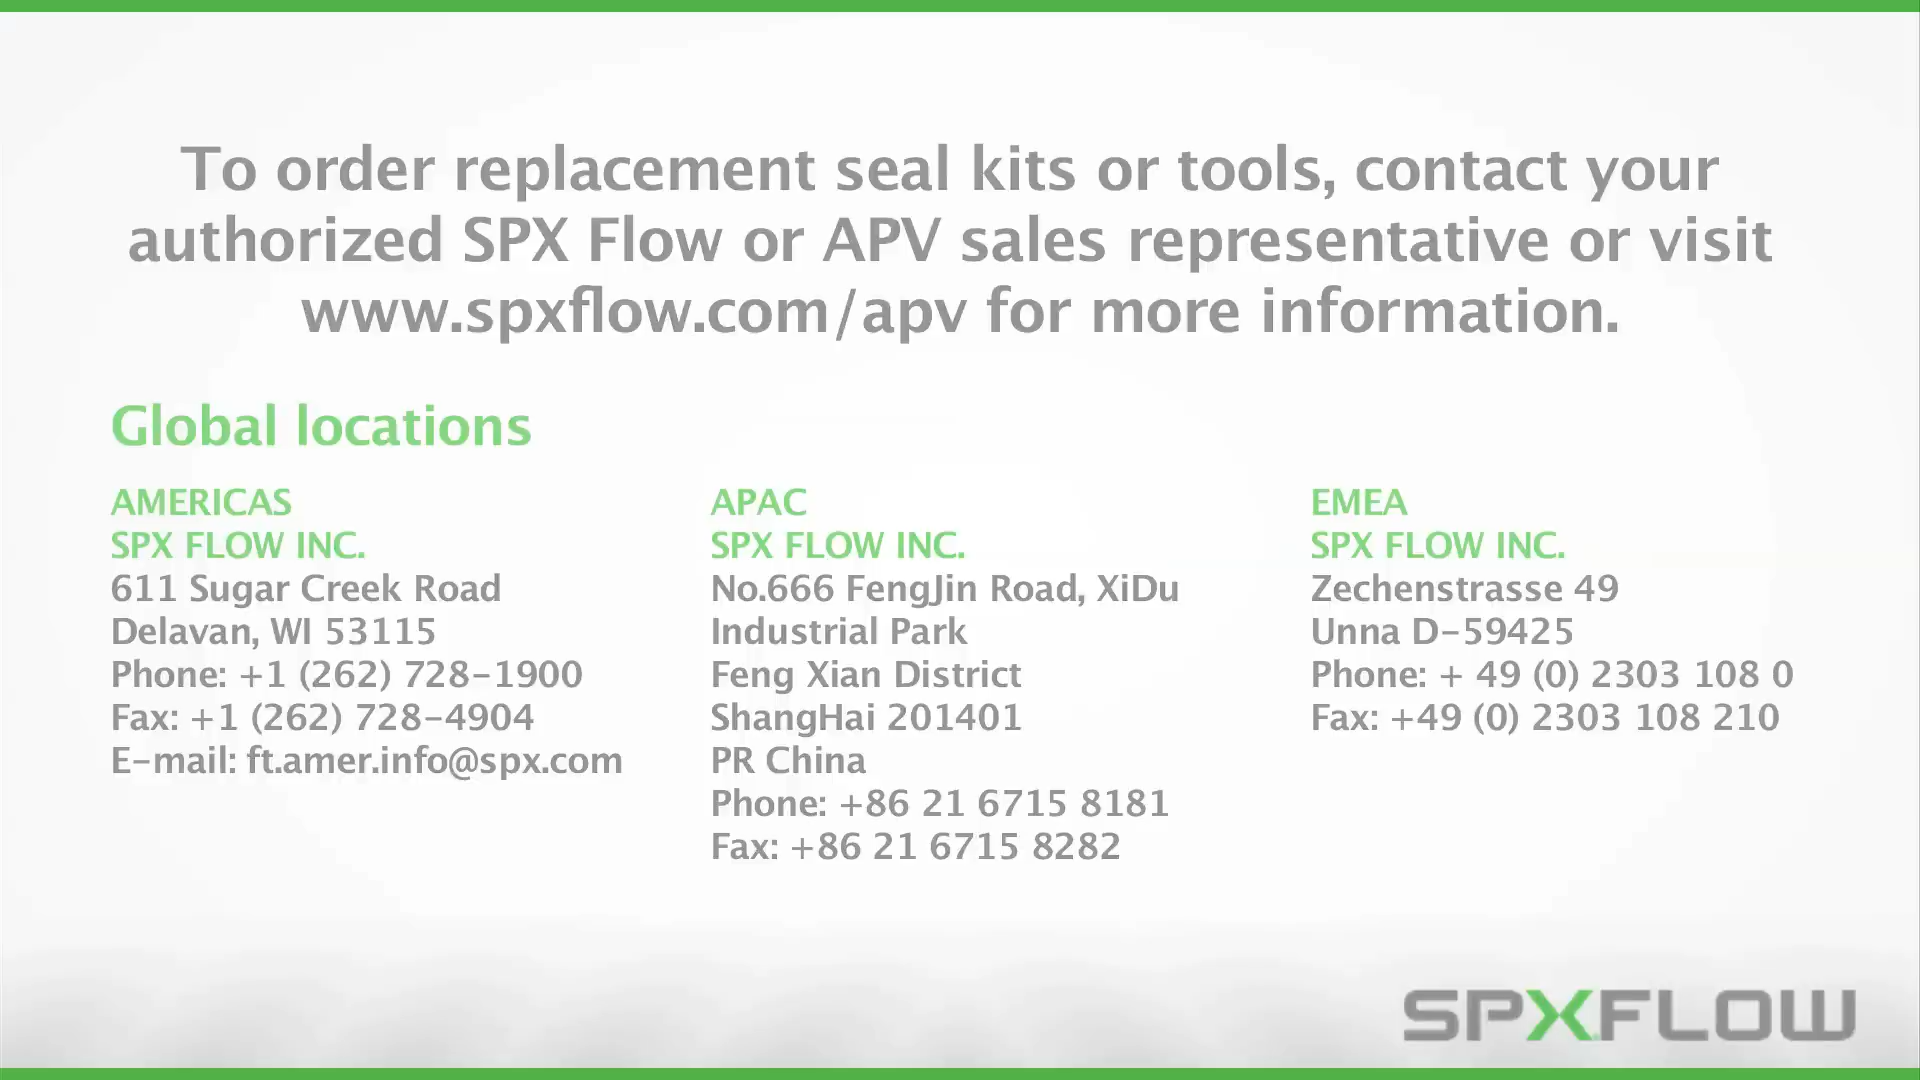 To order replacement seal kits or tools, contact your
authorized SPX Flow or APV sales representative or visit
www.spxflow.com/apv for more information.
Global locations
AMERICAS
SPX FLOW INC.
611 Sugar Creek Road
Delavan, WI 53115
Phone: +1 (262) 728-1900
Fax: +1 (262) 728-4904
E-mail: ft.amer.info@spx.com
APAC
SPX FLOW INC.
No.666 FengJin Road, XiDu
Industrial Park
Feng Xian District
ShangHai 201401
PR China
Phone: +86 21 6715 8181
Fax: +86 21 6715 8282
EMEA
SPX FLOW INC.
Zechenstrasse 49
Unna D-59425
Phone: + 49 (0) 2303 108 0
Fax: +49 (0) 2303 108 210
SPXFLOW